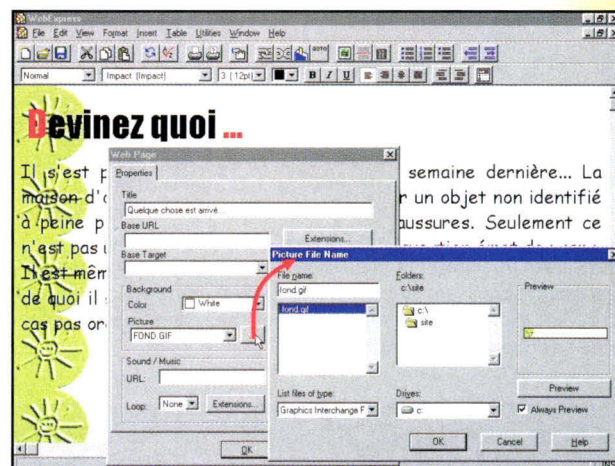 WebExpress
File Edit View Format Insert Table Utilities Window Help
AUTO
Normal Impact (Impact) 3 (12pt) B I U
Devinez quoi ...
Il s'est p semaine dernière... La
maison d'o r un objet non identifié
à peine p aussures. Seulement ce
n'est pas u
Il est mêm
de quoi il s
cas pas or
Web Page
Properties
Title
Quelque chose est arrivé...
Base URL
Extensions...
Base Target
Background
Color White
Picture
FOND.GIF
Sound / Music
URL:
Loop: None Extensions...
OK
Picture File Name
File name: Folders:
fond.gif c:\site
Preview
fond.gif c:\
site
Preview
List files of type: Drives:
Graphics Interchange F c:
Always Preview
OK Cancel Help